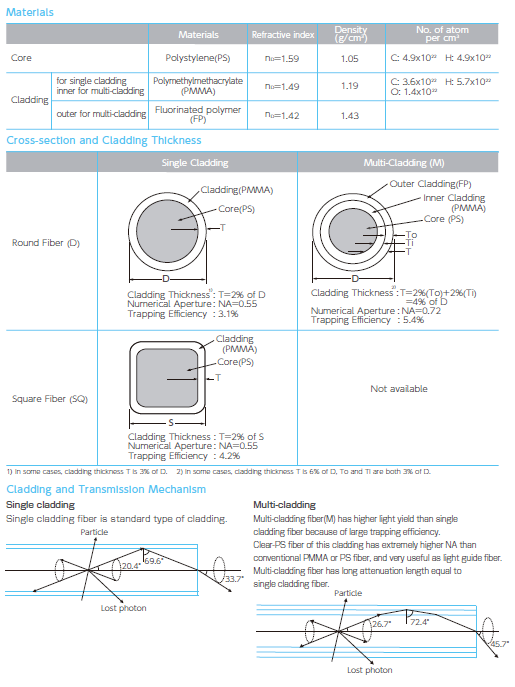 Materials
Materials Refractive index Density (g/cm³) No. of atom per cm³
Core Polystylene(PS) nD=1.59 1.05 C: 4.9x10²² H: 4.9x10²²
Cladding
for single cladding
inner for multi-cladding
Polymethylmethacrylate
(PMMA)
nD=1.49 1.19 C: 3.6x10²² H: 5.7x10²²
O: 1.4x10²²
outer for multi-cladding
Fluorinated polymer
(FP)
nD=1.42 1.43
Cross-section and Cladding Thickness
Single Cladding Multi-Cladding (M)
Round Fiber (D)
Cladding(PMMA)
Core(PS)
T
D
Cladding Thickness¹⁾: T=2% of D
Numerical Aperture: NA=0.55
Trapping Efficiency : 3.1%
Outer Cladding(FP)
Inner Cladding
(PMMA)
Core (PS)
To
Ti
T
D
Cladding Thickness²⁾: T=2%(To)+2%(Ti)
=4% of D
Numerical Aperture : NA=0.72
Trapping Efficiency : 5.4%
Square Fiber (SQ)
Cladding
(PMMA)
Core(PS)
T
S
Cladding Thickness : T=2% of S
Numerical Aperture : NA=0.55
Trapping Efficiency : 4.2%
Not available
1) In some cases, cladding thickness T is 3% of D. 2) In some cases, cladding thickness T is 6% of D, To and Ti are both 3% of D.
Cladding and Transmission Mechanism
Single cladding
Single cladding fiber is standard type of cladding.
Particle
20.4°
69.6°
33.7°
Lost photon
Multi-cladding
Multi-cladding fiber(M) has higher light yield than single
cladding fiber because of large trapping efficiency.
Clear-PS fiber of this cladding has extremely higher NA than
conventional PMMA or PS fiber, and very useful as light guide fiber.
Multi-cladding fiber has long attenuation length equal to
single cladding fiber.
Particle
26.7°
72.4°
45.7°
Lost photon